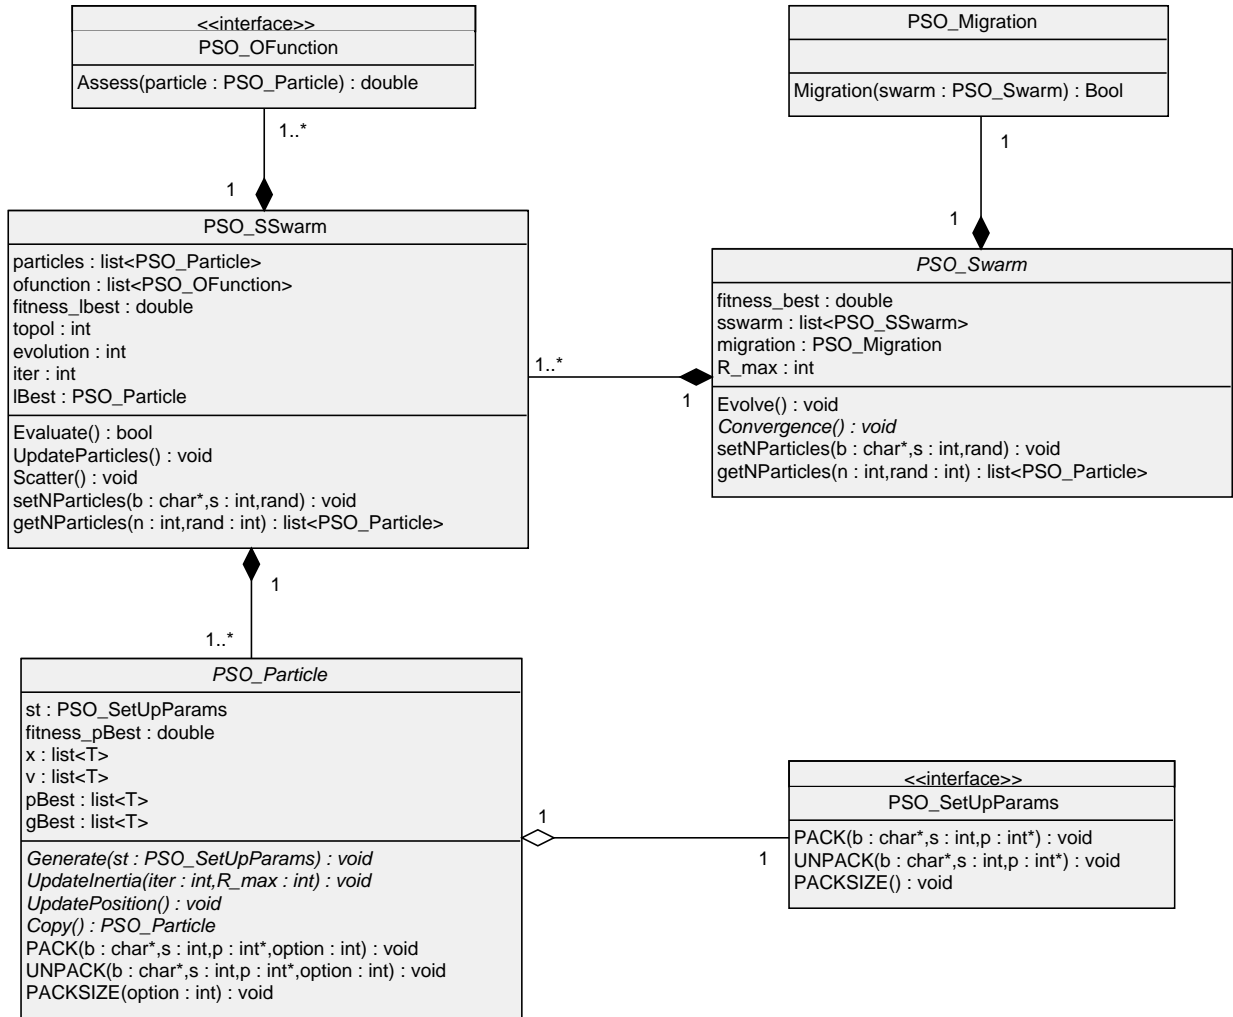 <<interface>>
PSO_OFunction
Assess(particle : PSO_Particle) : double
PSO_Migration
Migration(swarm : PSO_Swarm) : Bool
1..*
1
1
1
PSO_SSwarm
particles : list<PSO_Particle>
ofunction : list<PSO_OFunction>
fitness_lbest : double
topol : int
evolution : int
iter : int
lBest : PSO_Particle
Evaluate() : bool
UpdateParticles() : void
Scatter() : void
setNParticles(b : char*,s : int,rand) : void
getNParticles(n : int,rand : int) : list<PSO_Particle>
1..*
1
PSO_Swarm
fitness_best : double
sswarm : list<PSO_SSwarm>
migration : PSO_Migration
R_max : int
Evolve() : void
Convergence() : void
setNParticles(b : char*,s : int,rand) : void
getNParticles(n : int,rand : int) : list<PSO_Particle>
1
1..*
PSO_Particle
st : PSO_SetUpParams
fitness_pBest : double
x : list<T>
v : list<T>
pBest : list<T>
gBest : list<T>
Generate(st : PSO_SetUpParams) : void
UpdateInertia(iter : int,R_max : int) : void
UpdatePosition() : void
Copy() : PSO_Particle
PACK(b : char*,s : int,p : int*,option : int) : void
UNPACK(b : char*,s : int,p : int*,option : int) : void
PACKSIZE(option : int) : void
1
1
<<interface>>
PSO_SetUpParams
PACK(b : char*,s : int,p : int*) : void
UNPACK(b : char*,s : int,p : int*) : void
PACKSIZE() : void